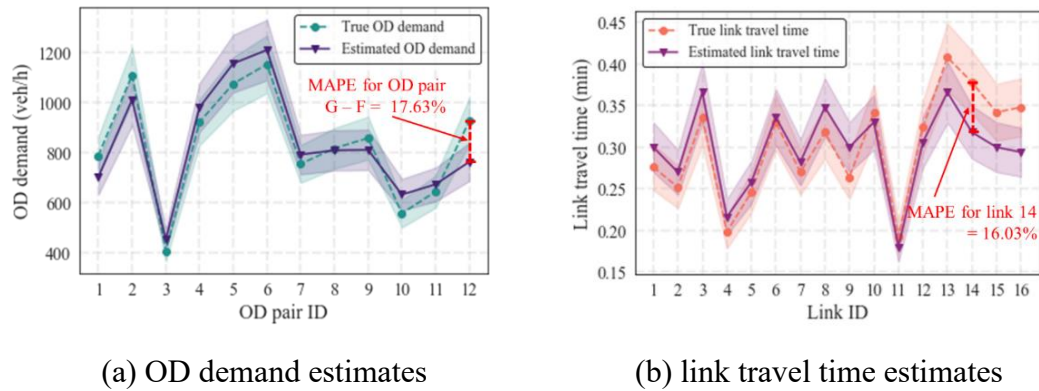 True OD demand
Estimated OD demand
MAPE for OD pair
G – F = 17.63%
OD demand (veh/h)
1200
1000
800
600
400
1 2 3 4 5 6 7 8 9 10 11 12
OD pair ID
(a) OD demand estimates
True link travel time
Estimated link travel time
MAPE for link 14
= 16.03%
Link travel time (min)
0.45
0.40
0.35
0.30
0.25
0.20
0.15
1 2 3 4 5 6 7 8 9 10 11 12 13 14 15 16
Link ID
(b) link travel time estimates